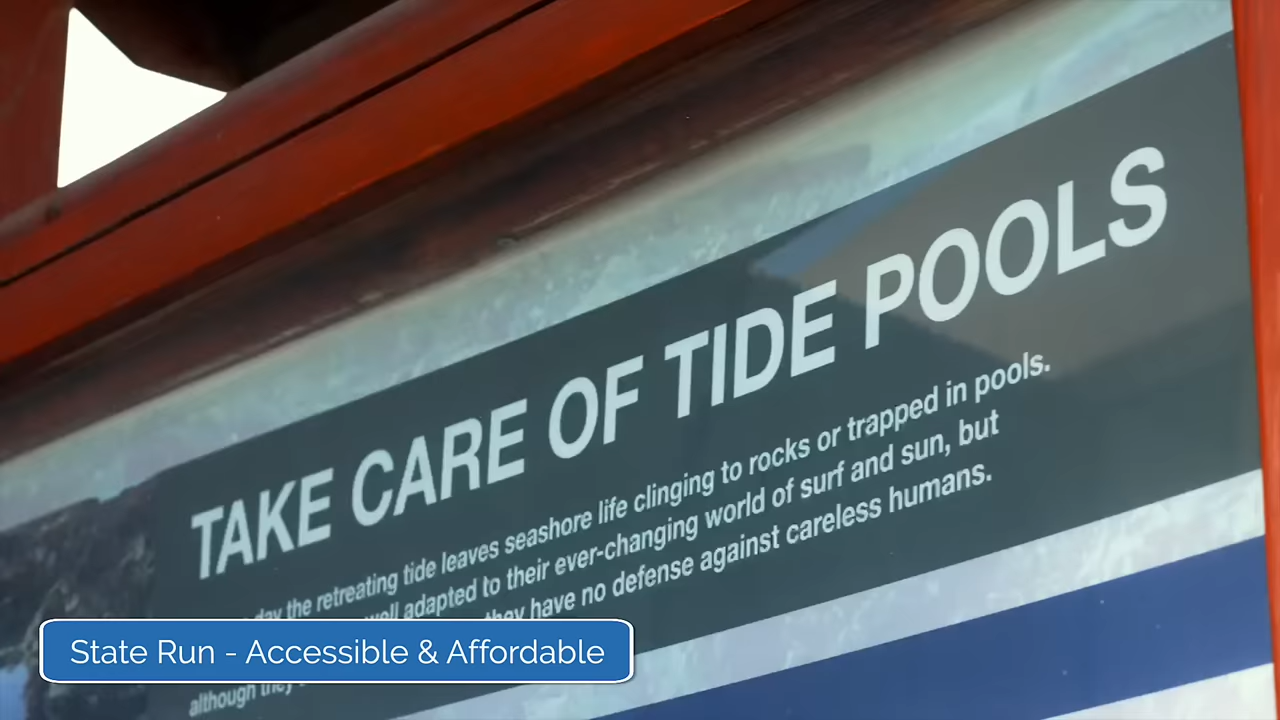 TAKE CARE OF TIDE POOLS
day the retreating tide leaves seashore life clinging to rocks or trapped in pools.
well adapted to their ever-changing world of surf and sun, but
they have no defense against careless humans.
although they
State Run - Accessible & Affordable